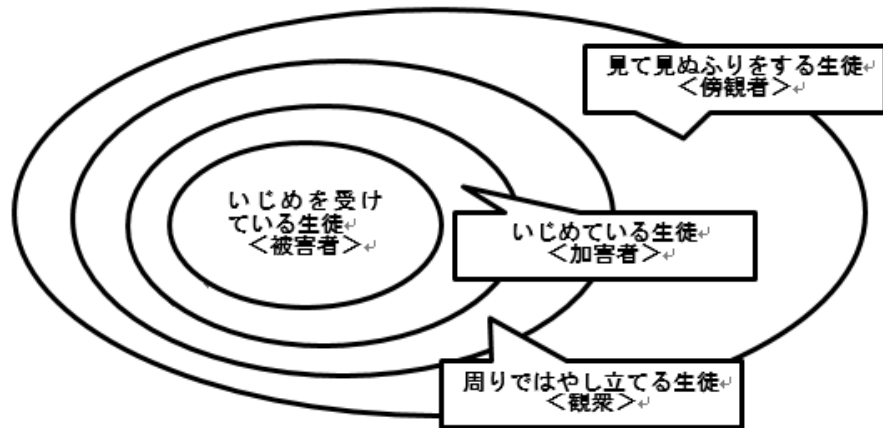 見て見ぬふりをする生徒↵
＜傍観者＞↵
いじめを受け
ている生徒↵
＜被害者＞↵
いじめている生徒↵
＜加害者＞↵
周りではやし立てる生徒↵
＜観衆＞↵